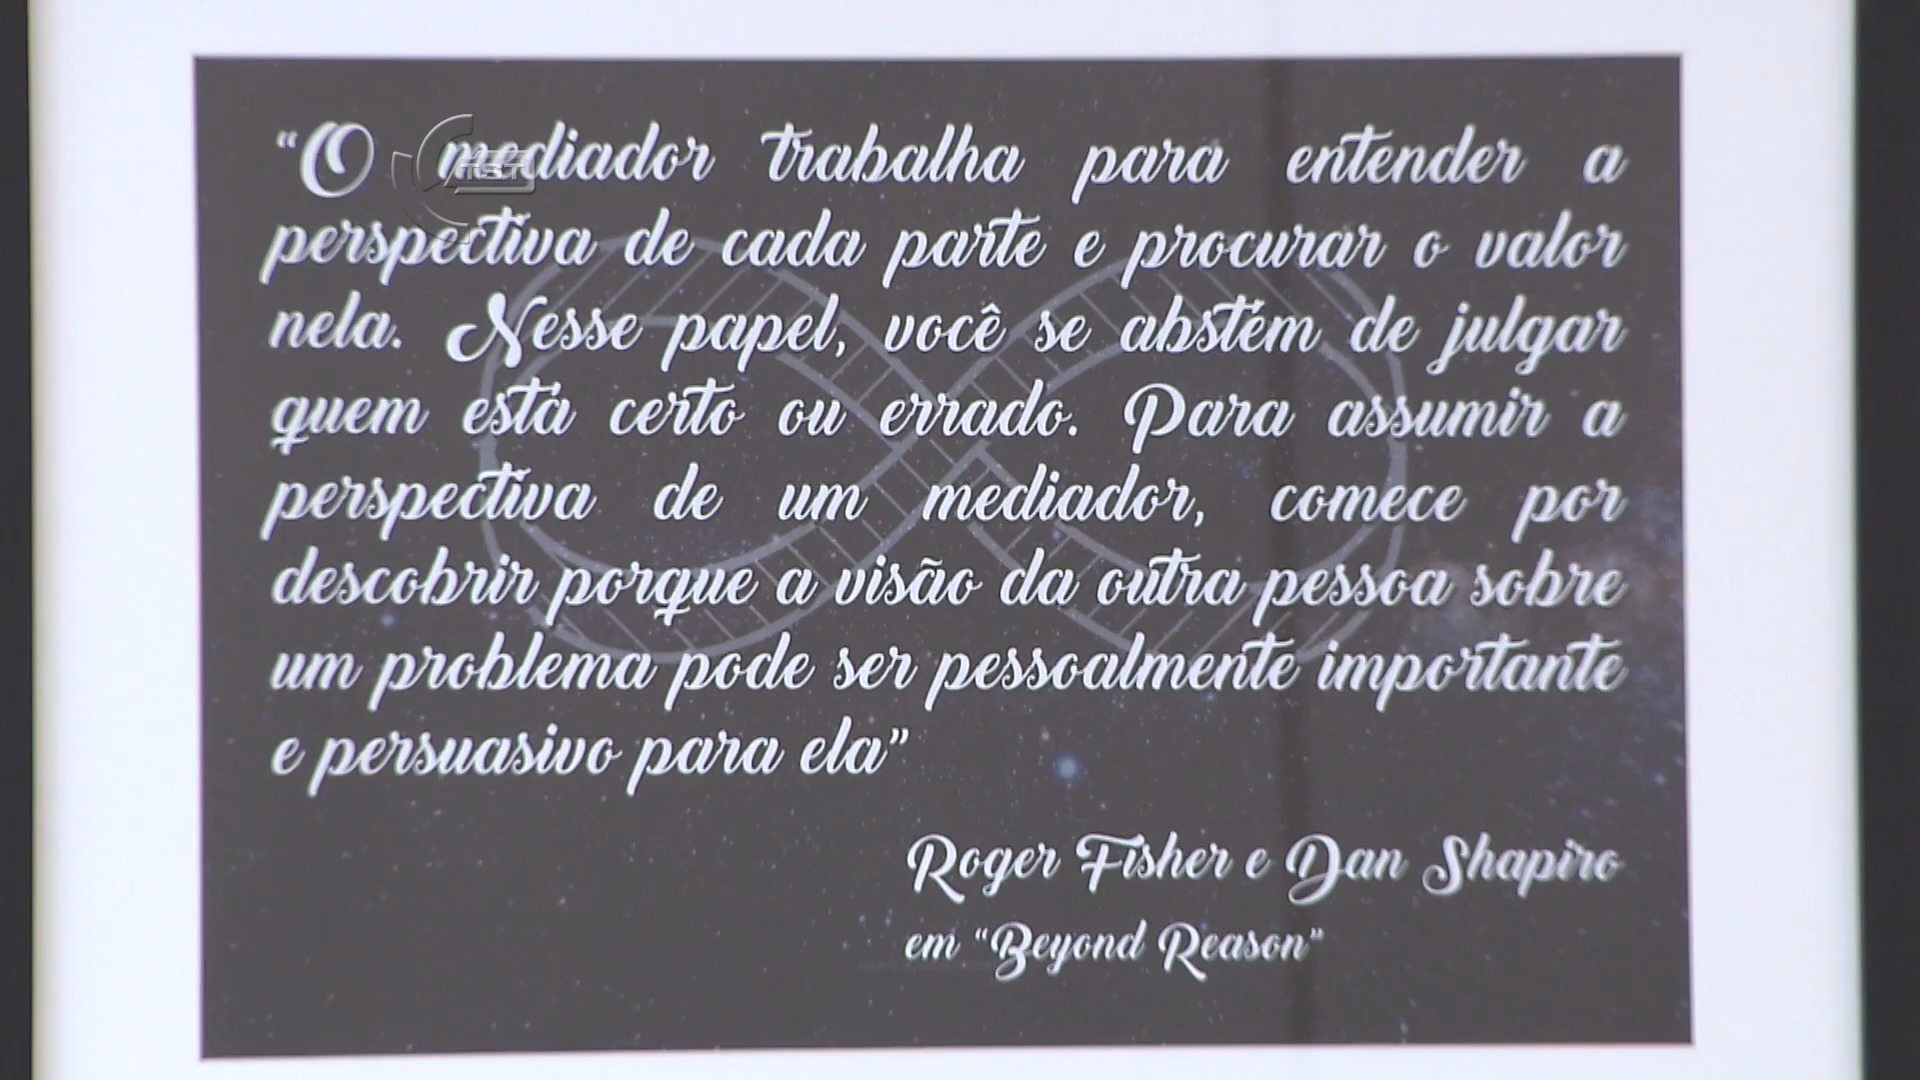 “O mediador trabalha para entender a
perspectiva de cada parte e procurar o valor
nela. Nesse papel, você se abstém de julgar
quem está certo ou errado. Para assumir a
perspectiva de um mediador, comece por
descobrir porque a visão da outra pessoa sobre
um problema pode ser pessoalmente importante
e persuasivo para ela”
Roger Fisher e Dan Shapiro
em “Beyond Reason”
TST